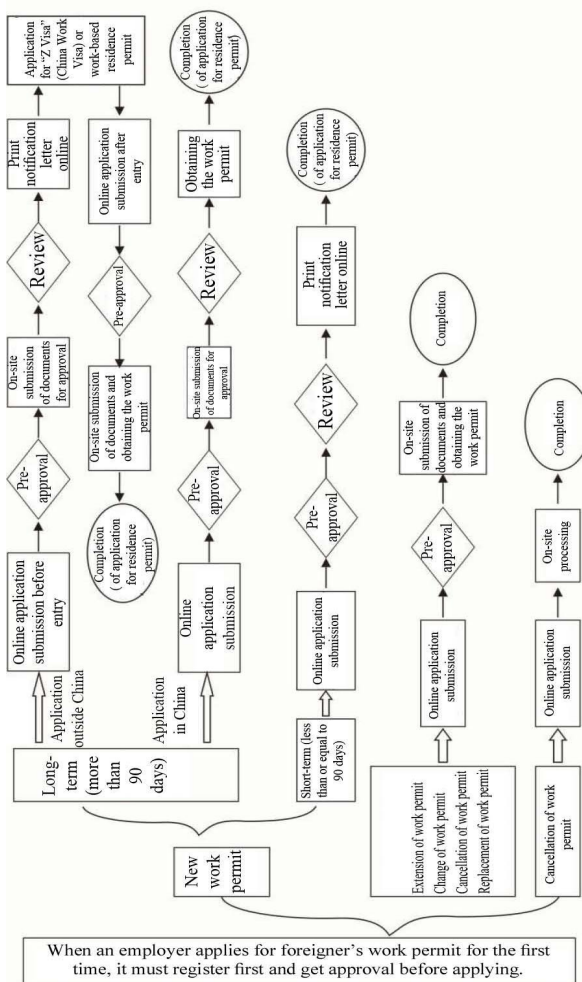 When an employer applies for foreigner's work permit for the first
time, it must register first and get approval before applying.
New
work
permit
Long-
term
(more
than
90
days)
Application
outside China
Online application
submission before
entry
Pre-
approval
On-site
submission
of documents
for approval
Review
Print
notification
letter
online
Application
for "Z Visa"
(China Work
Visa) or
work-based
residence
permit
Online application
submission after
entry
Pre-approval
On-site submission
of documents and
obtaining the work
permit
Completion
( of application
for residence
permit)
Application
in China
Online
application
submission
Pre-
approval
On-site submission
of documents for
approval
Review
Obtaining
the work
permit
Completion
( of application
for residence
permit)
Short-term (less
than or equal to
90 days)
Online application
submission
Pre-
approval
Review
Print
notification
letter online
Completion
( of application
for residence
permit)
Extension of work permit
Change of work permit
Cancellation of work permit
Replacement of work permit
Online application
submission
Pre-
approval
On-site
submission of
documents and
obtaining the
work permit
Completion
Cancellation of work
permit
Online application
submission
On-site
processing
Completion